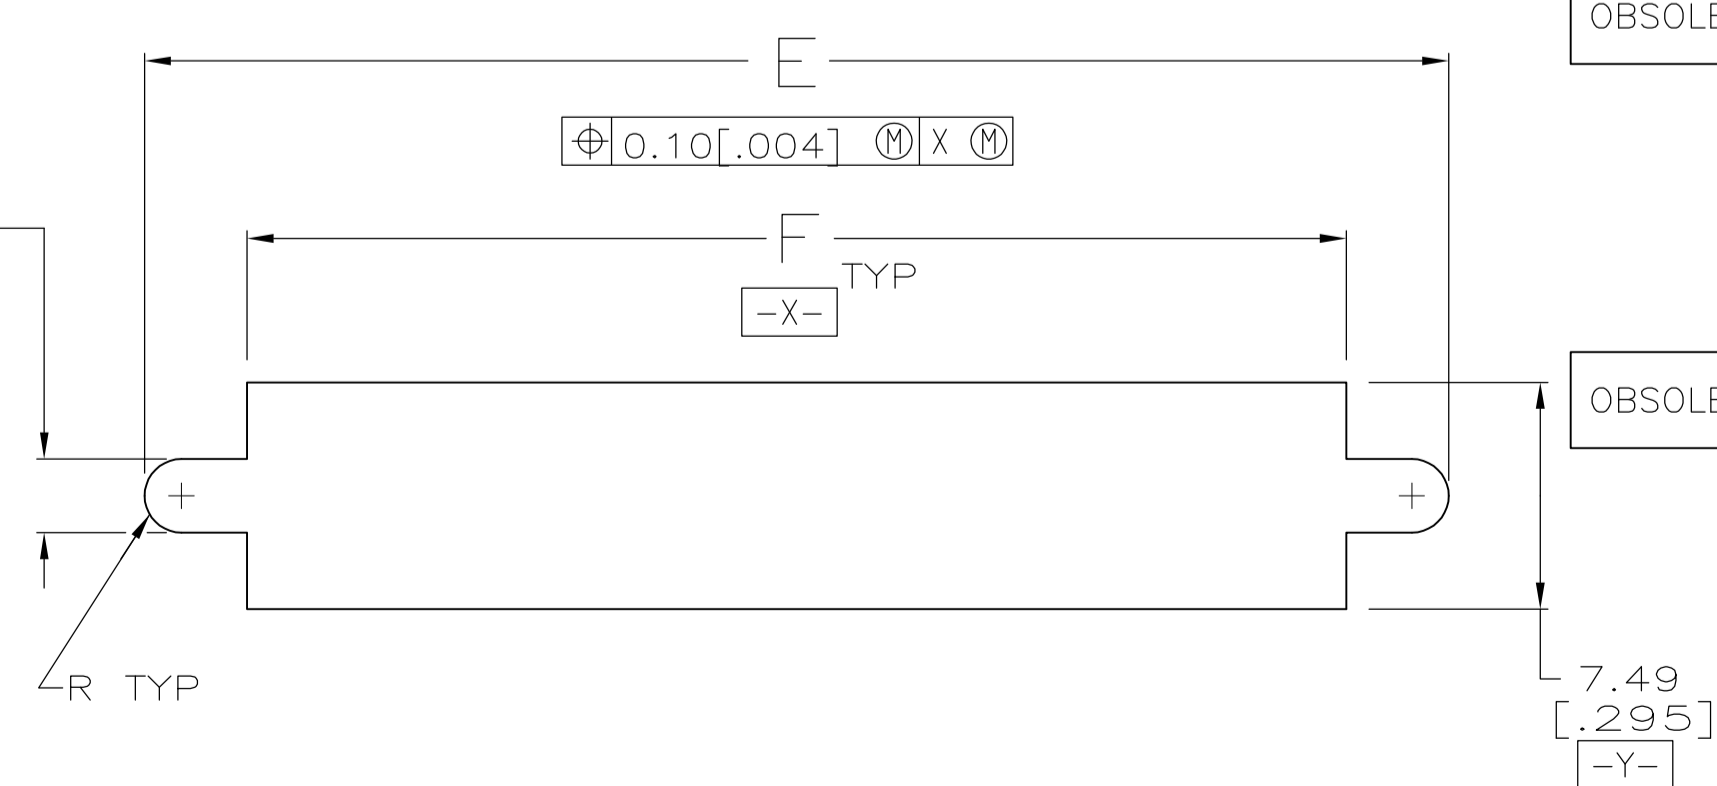 OBSOLE
E
0.10[.004] Ⓜ X Ⓜ
F
TYP
-X-
OBSOLE
R TYP
7.49
[.295]
-Y-